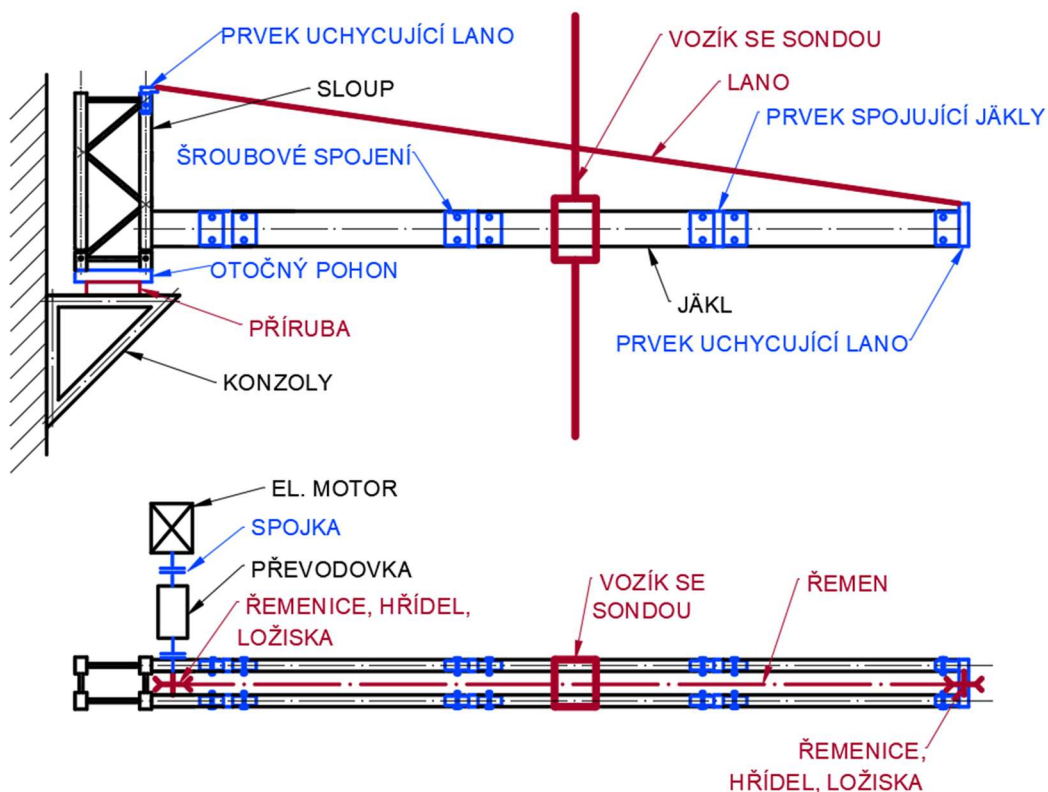 PRVEK UCHYCUJÍCÍ LANO
SLOUP
VOZÍK SE SONDOU
LANO
PRVEK SPOJUJÍCÍ JÄKLY
ŠROUBOVÉ SPOJENÍ
OTOČNÝ POHON
PŘÍRUBA
JÄKL
PRVEK UCHYCUJÍCÍ LANO
KONZOLY
EL. MOTOR
SPOJKA
PŘEVODOVKA
ŘEMENICE, HŘÍDEL,
LOŽISKA
VOZÍK SE
SONDOU
ŘEMEN
ŘEMENICE,
HŘÍDEL, LOŽISKA